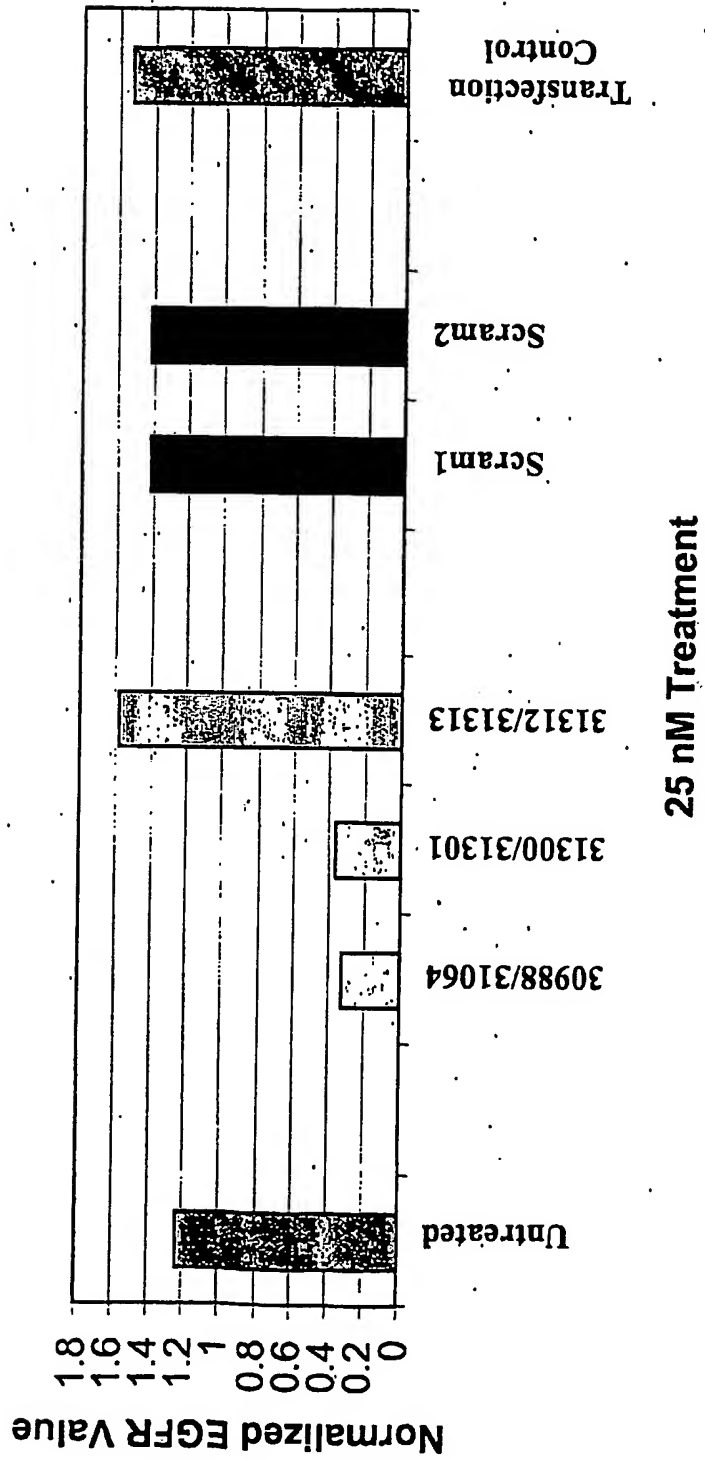 Normalized EGFR Value
1.8
1.6
1.4
1.2
1
0.8
0.6
0.4
0.2
0
Untreated
30988/31064
31300/31301
31312/31313
Scram1
Scram2
Transfection
Control
25 nM Treatment